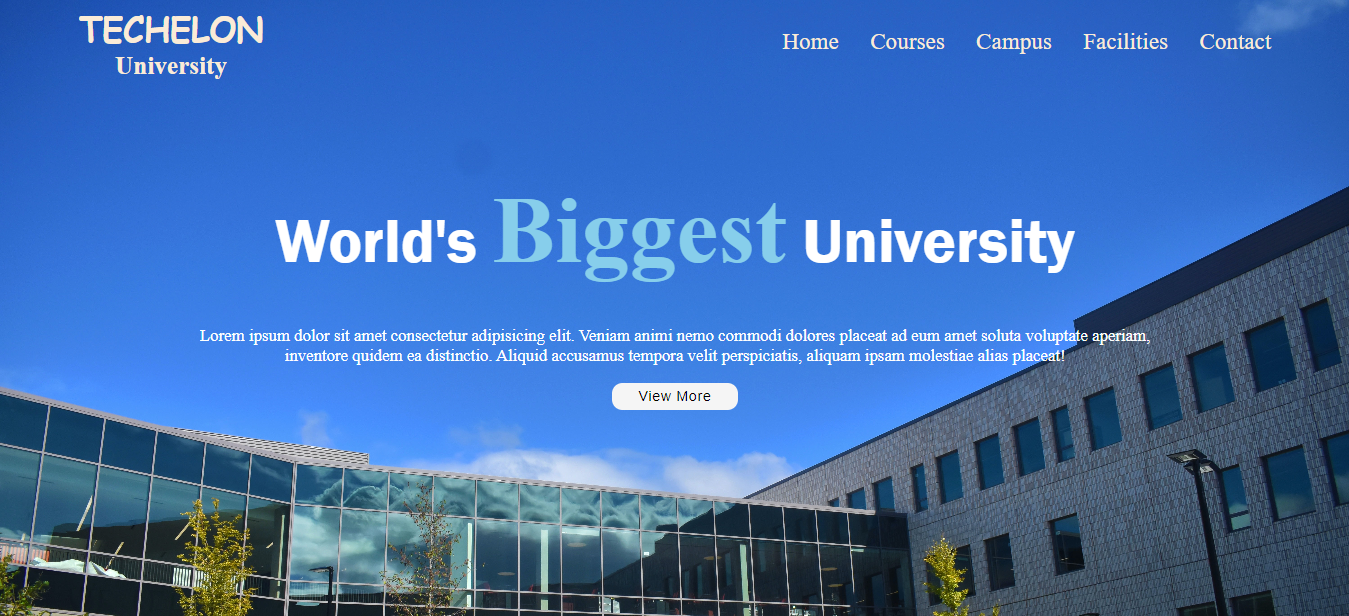 TECHELON
University
Home Courses Campus Facilities Contact
World's Biggest University
Lorem ipsum dolor sit amet consectetur adipisicing elit. Veniam animi nemo commodi dolores placeat ad eum amet soluta voluptate aperiam,
inventore quidem ea distinctio. Aliquid accusamus tempora velit perspiciatis, aliquam ipsam molestiae alias placeat!
View More